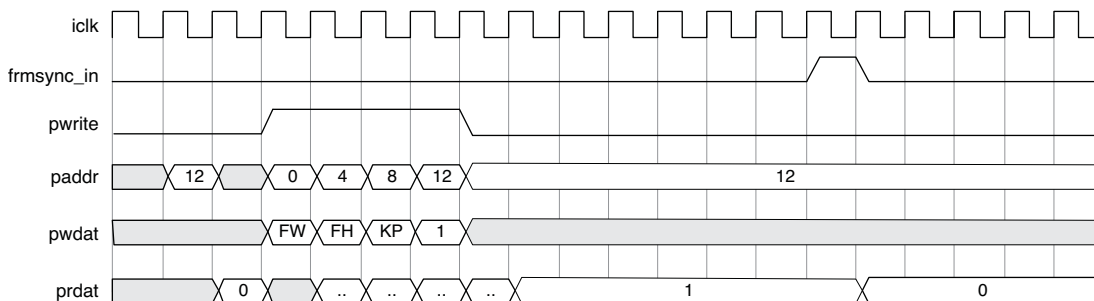 iclk
frmsync_in
pwrite
paddr 12 0 4 8 12 12
pwdat FW FH KP 1
prdat 0 .. .. .. .. 1 0